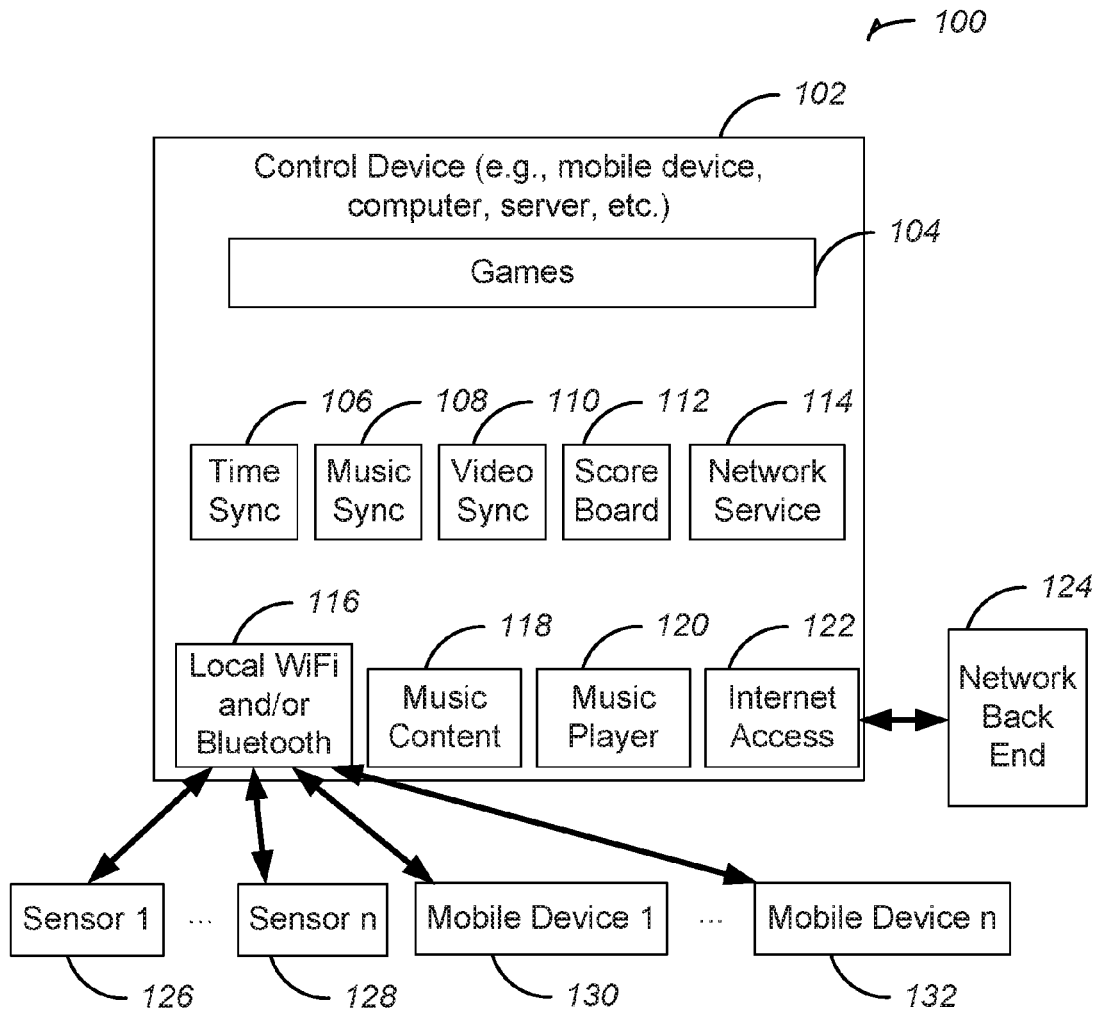 100
102
Control Device (e.g., mobile device,
computer, server, etc.)
104
Games
106
108
110
112
114
Time
Sync
Music
Sync
Video
Sync
Score
Board
Network
Service
116
118
120
122
124
Local WiFi
and/or
Bluetooth
Music
Content
Music
Player
Internet
Access
Network
Back
End
Sensor 1
...
Sensor n
Mobile Device 1
...
Mobile Device n
126
128
130
132